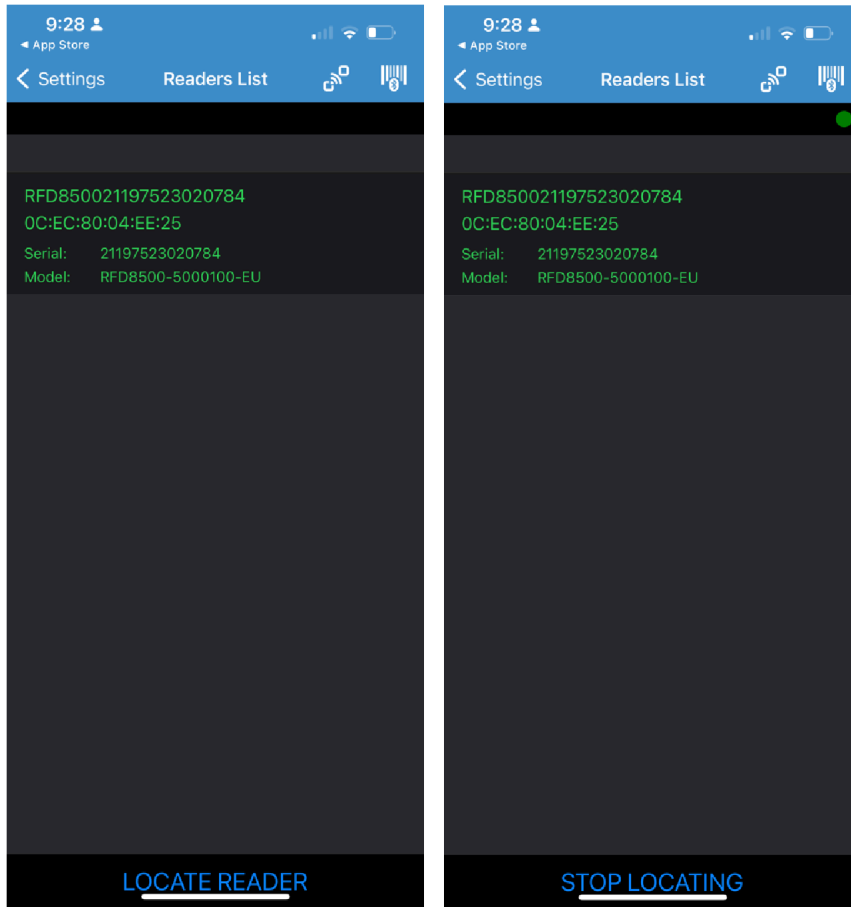 9:28
◀ App Store
Settings
Readers List
RFD850021197523020784
0C:EC:80:04:EE:25
Serial: 21197523020784
Model: RFD8500-5000100-EU
LOCATE READER
9:28
◀ App Store
Settings
Readers List
RFD850021197523020784
0C:EC:80:04:EE:25
Serial: 21197523020784
Model: RFD8500-5000100-EU
STOP LOCATING